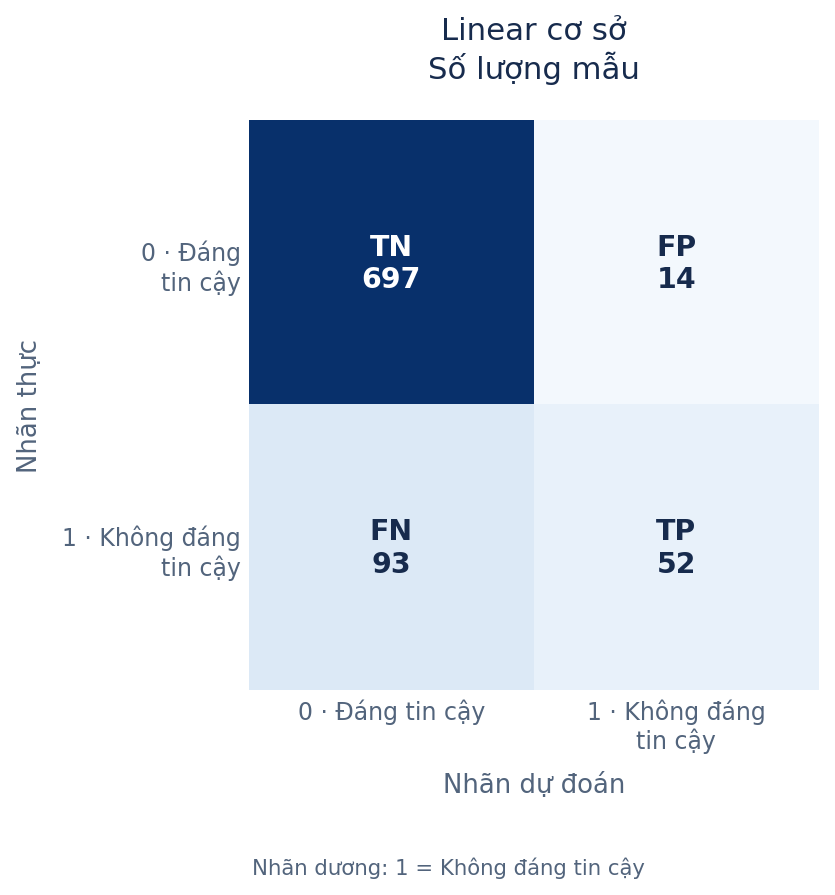 Linear cơ sở
Số lượng mẫu
TN
697
FP
14
0 · Đáng
tin cậy
Nhãn thực
FN
93
TP
52
1 · Không đáng
tin cậy
0 · Đáng tin cậy
1 · Không đáng
tin cậy
Nhãn dự đoán
Nhãn dương: 1 = Không đáng tin cậy